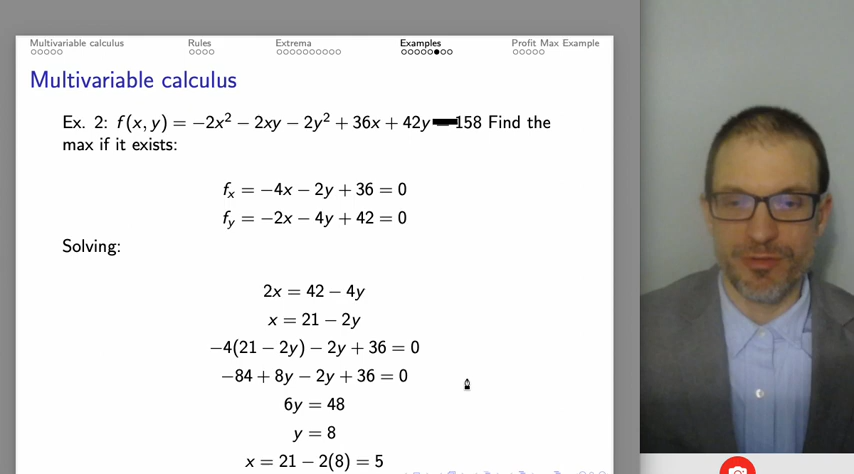 Multivariable calculus Rules Extrema Examples Profit Max Example
Multivariable calculus
Ex. 2: f(x, y) = −2x² − 2xy − 2y² + 36x + 42y − 158 Find the
max if it exists:
fₓ = −4x − 2y + 36 = 0
f_y = −2x − 4y + 42 = 0
Solving:
2x = 42 − 4y
x = 21 − 2y
−4(21 − 2y) − 2y + 36 = 0
−84 + 8y − 2y + 36 = 0
6y = 48
y = 8
x = 21 − 2(8) = 5